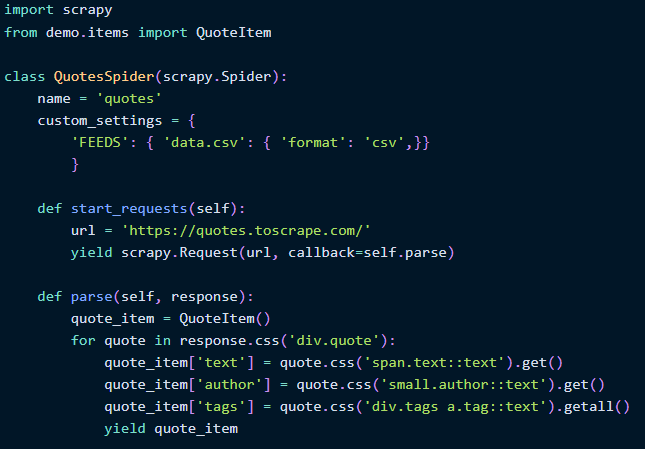 import scrapy
from demo.items import QuoteItem

class QuotesSpider(scrapy.Spider):
    name = 'quotes'
    custom_settings = {
        'FEEDS': { 'data.csv': { 'format': 'csv',}}
        }

    def start_requests(self):
        url = 'https://quotes.toscrape.com/'
        yield scrapy.Request(url, callback=self.parse)

    def parse(self, response):
        quote_item = QuoteItem()
        for quote in response.css('div.quote'):
            quote_item['text'] = quote.css('span.text::text').get()
            quote_item['author'] = quote.css('small.author::text').get()
            quote_item['tags'] = quote.css('div.tags a.tag::text').getall()
            yield quote_item